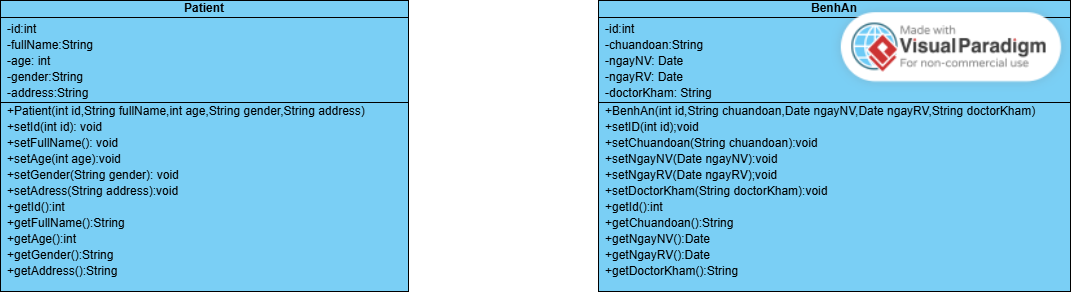 Patient
-id:int
-fullName:String
-age: int
-gender:String
-address:String
+Patient(int id,String fullName,int age,String gender,String address)
+setId(int id): void
+setFullName(): void
+setAge(int age):void
+setGender(String gender): void
+setAdress(String address):void
+getId():int
+getFullName():String
+getAge():int
+getGender():String
+getAddress():String
BenhAn
-id:int
-chuandoan:String
-ngayNV: Date
-ngayRV: Date
-doctorKham: String
+BenhAn(int id,String chuandoan,Date ngayNV,Date ngayRV,String doctorKham)
+setID(int id);void
+setChuandoan(String chuandoan):void
+setNgayNV(Date ngayNV):void
+setNgayRV(Date ngayRV);void
+setDoctorKham(String doctorKham):void
+getId():int
+getChuandoan():String
+getNgayNV():Date
+getNgayRV():Date
+getDoctorKham():String
Made with
Visual Paradigm
For non-commercial use